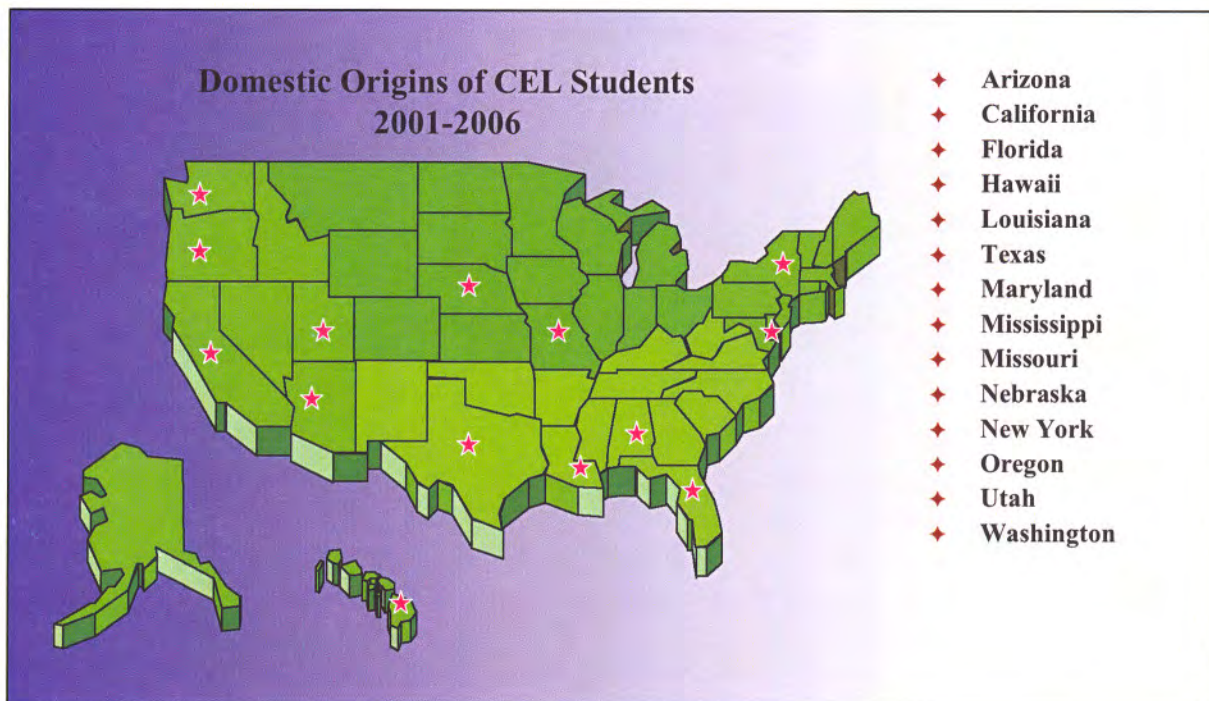 Domestic Origins of CEL Students
2001-2006
Arizona
California
Florida
Hawaii
Louisiana
Texas
Maryland
Mississippi
Missouri
Nebraska
New York
Oregon
Utah
Washington